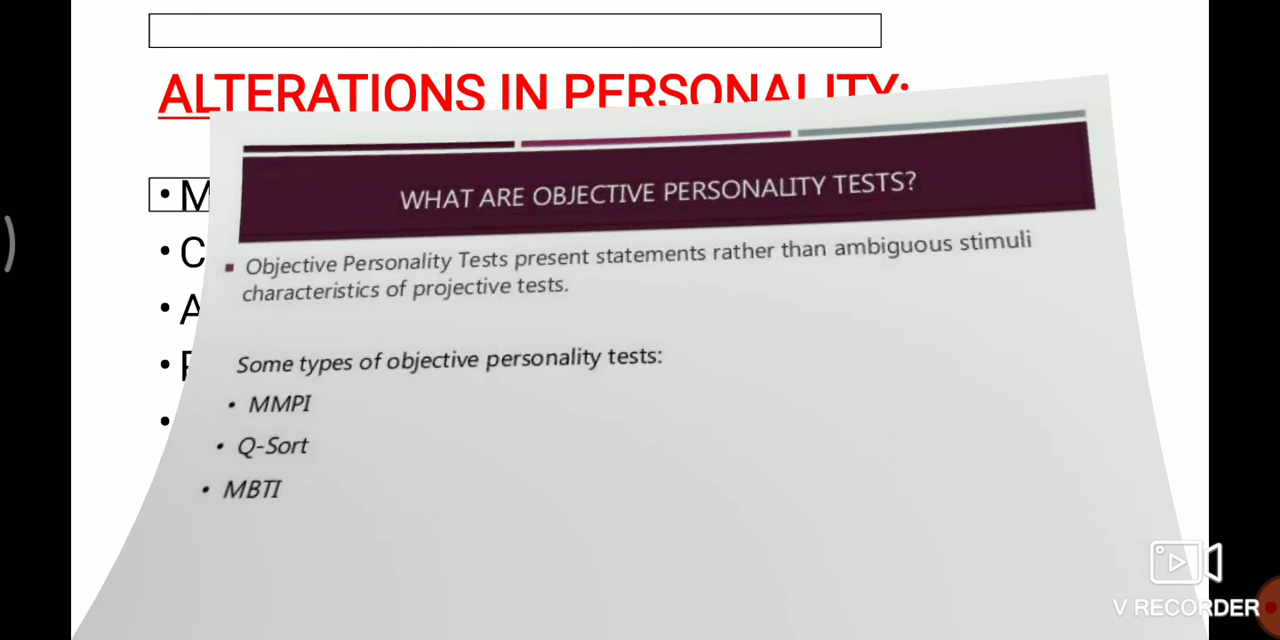 ALTERATIONS IN PERSONALITY:
WHAT ARE OBJECTIVE PERSONALITY TESTS?
• M
▪ Objective Personality Tests present statements rather than ambiguous stimuli
characteristics of projective tests.
• C
• A
Some types of objective personality tests:
•
• MMPI
•
• Q-Sort
• MBTI
V RECORDER